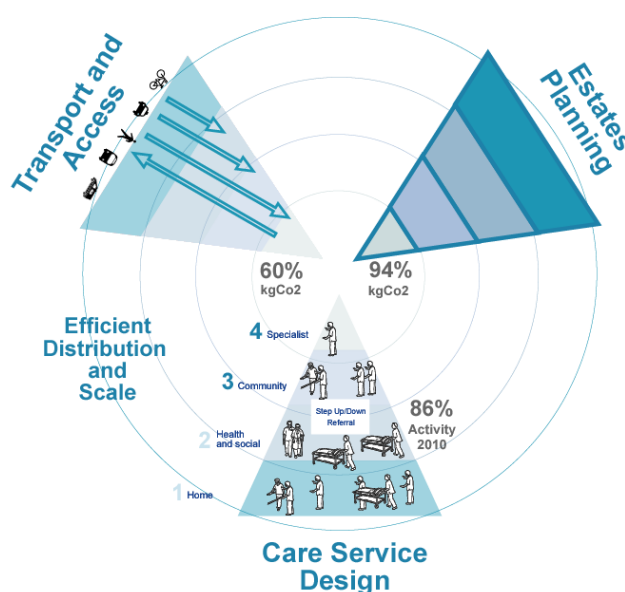 Transport and
Access
Estates
Planning
60%
kgCo2
94%
kgCo2
Efficient
Distribution
and
Scale
4 Specialist
3 Community
Step Up/Down
Referral
86%
Activity
2010
2 Health
and social
1 Home
Care Service
Design